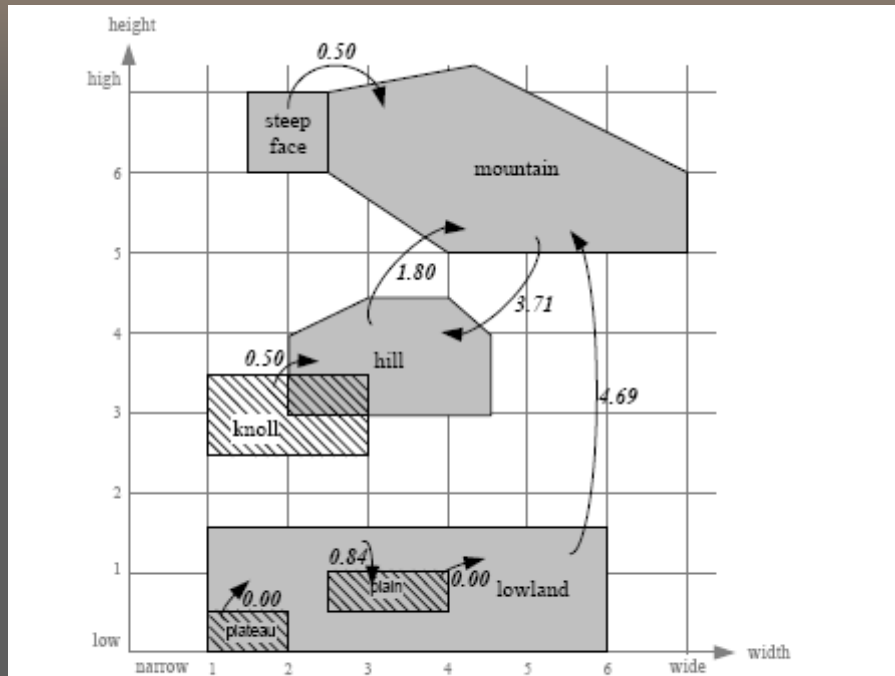 height
0.50
high
steep
face
mountain
6
5
1.80
3.71
4
0.50
hill
4.69
3
knoll
2
0.84
1
plain
0.00
lowland
0.00
plateau
low
width
narrow 1 2 3 4 5 6 wide